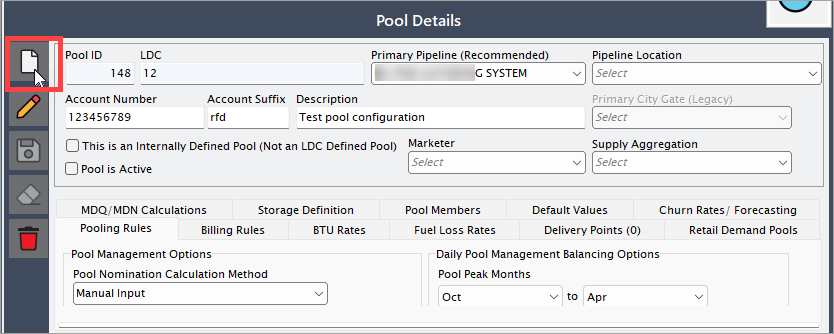 Pool Details
Pool ID LDC Primary Pipeline (Recommended) Pipeline Location
148 12 G SYSTEM Select
Account Number Account Suffix Description Primary City Gate (Legacy)
123456789 rfd Test pool configuration Select
This is an Internally Defined Pool (Not an LDC Defined Pool) Marketer Supply Aggregation
Select Select
Pool is Active
MDQ/MDN Calculations Storage Definition Pool Members Default Values Churn Rates/ Forecasting
Pooling Rules Billing Rules BTU Rates Fuel Loss Rates Delivery Points (0) Retail Demand Pools
Pool Management Options Daily Pool Management Balancing Options
Pool Nomination Calculation Method Pool Peak Months
Manual Input Oct to Apr